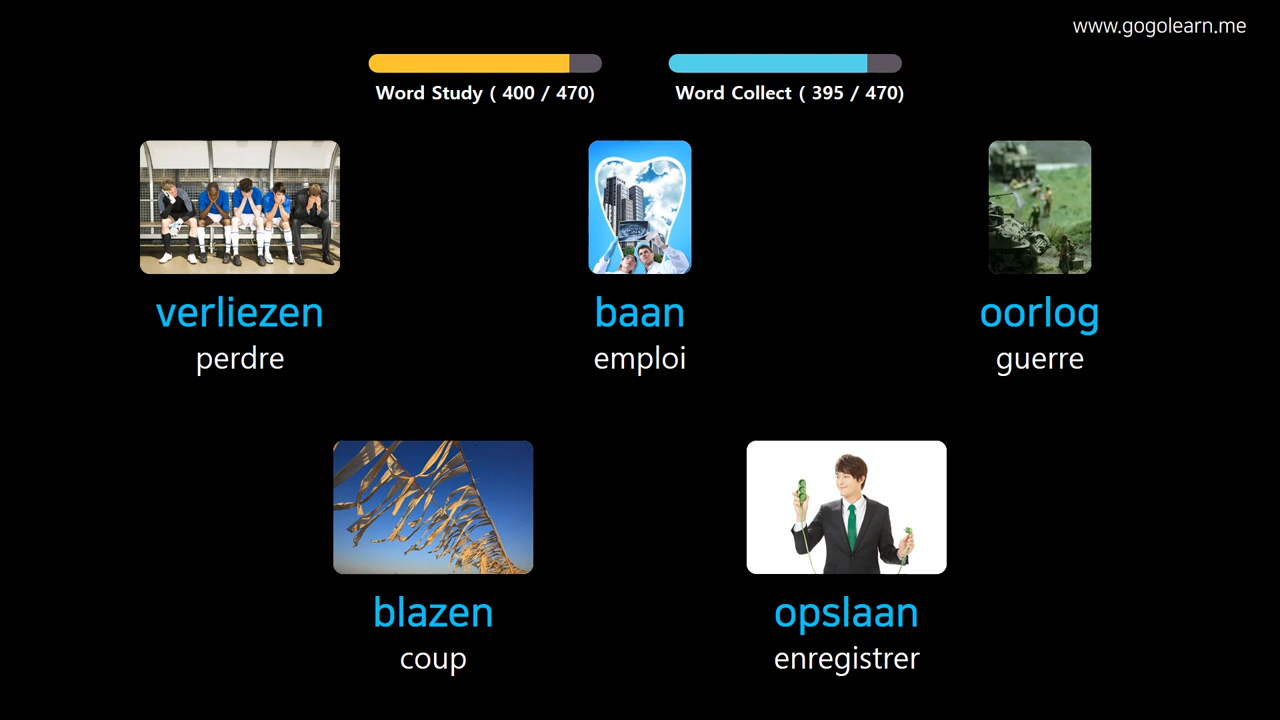 www.gogolearn.me
Word Study ( 400 / 470)
Word Collect ( 395 / 470)
verliezen
perdre
baan
emploi
oorlog
guerre
blazen
coup
opslaan
enregistrer